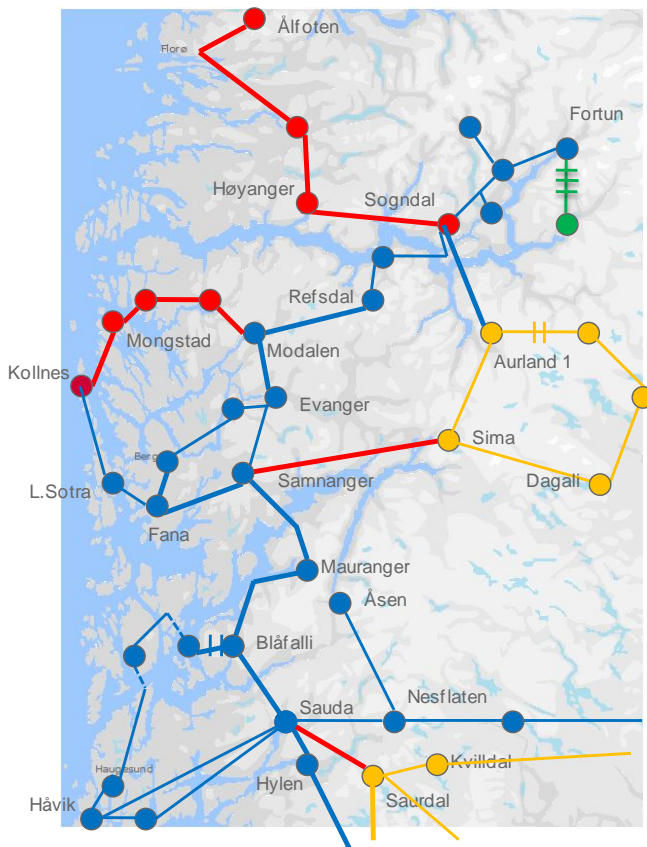 Ålfoten
Florø
Fortun
Høyanger
Sogndal
Refsdal
Mongstad
Modalen
Aurland 1
Kollnes
Evanger
Sima
Berg
L.Sotra
Samnanger
Dagali
Fana
Mauranger
Åsen
Blåfalli
Sauda
Nesflaten
Haugesund
Hylen
Kvilldal
Saurdal
Håvik